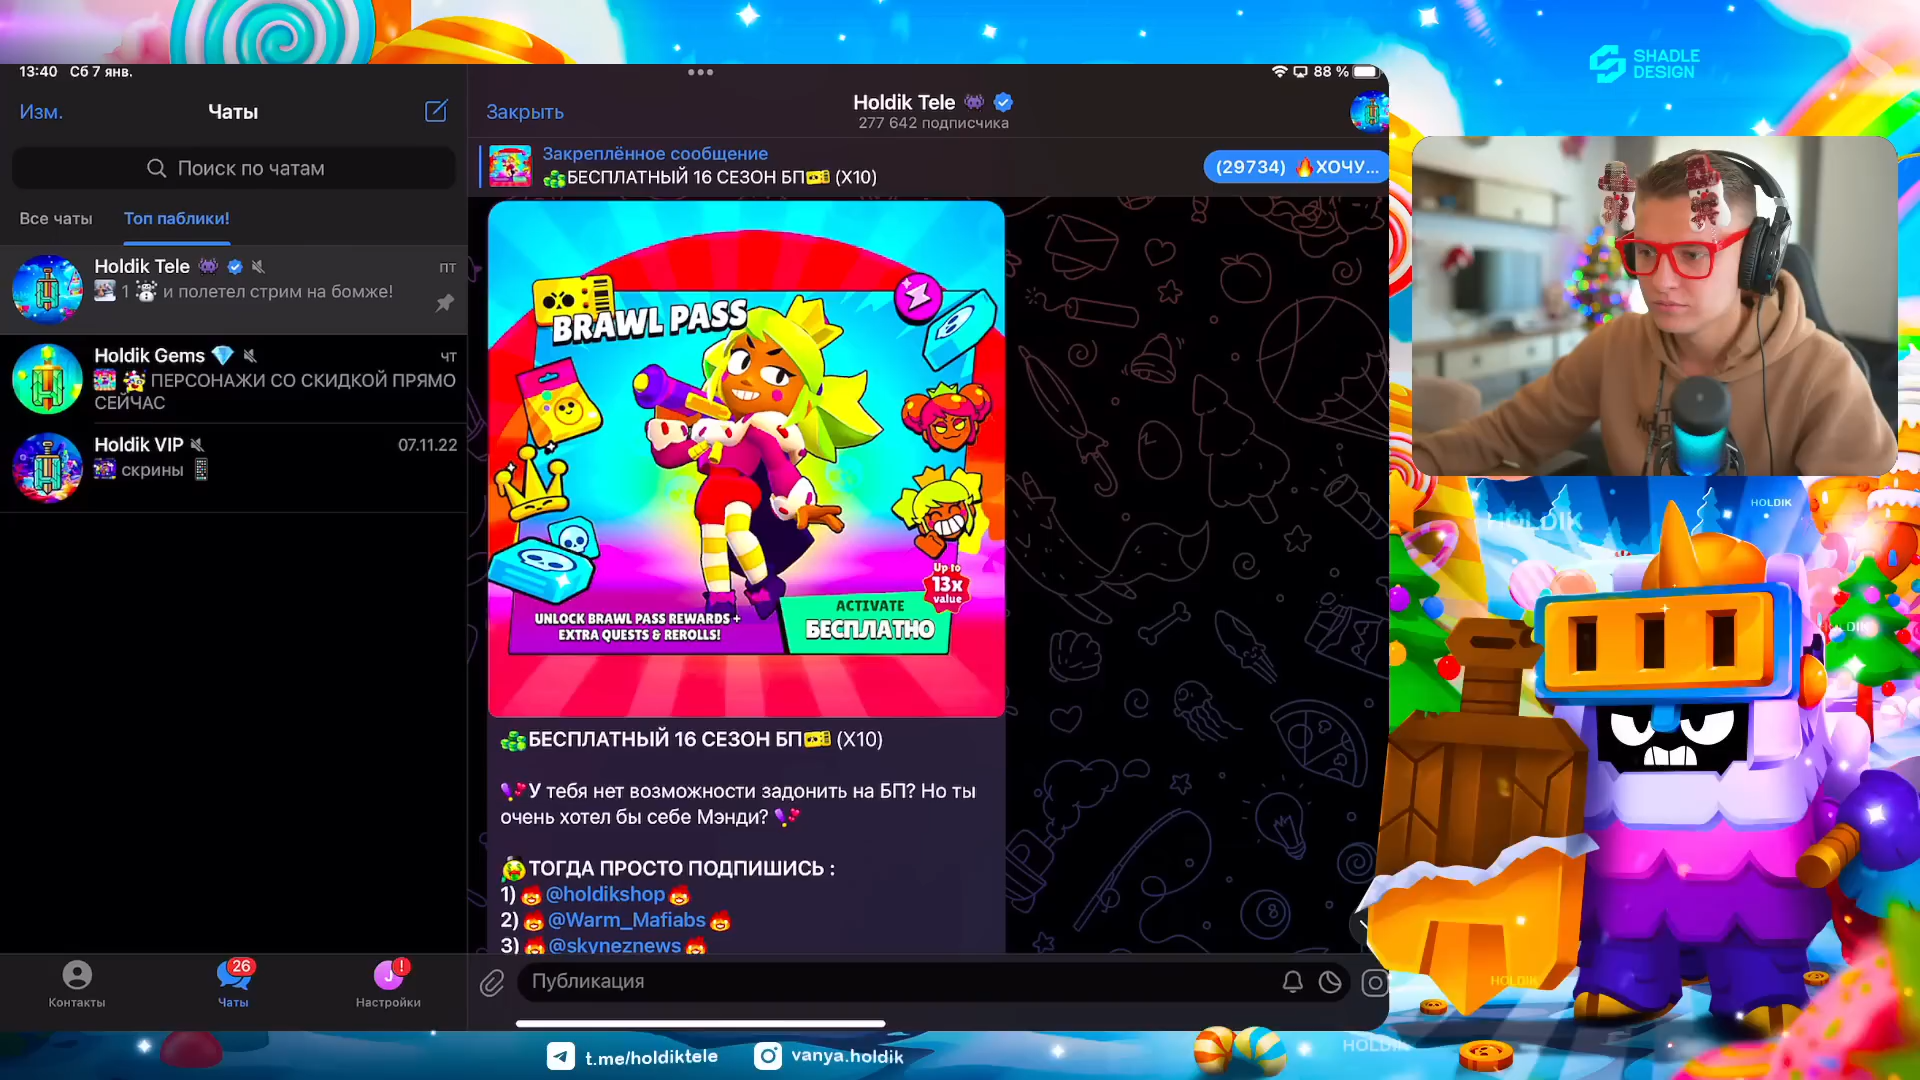 SHADLE
DESIGN
13:40 Сб 7 янв.
88 %
Изм.
Чаты
Поиск по чатам
Все чаты
Топ паблики!
Holdik Tele
пт
1 и полетел стрим на бомже!
Holdik Gems
чт
ПЕРСОНАЖИ СО СКИДКОЙ ПРЯМО
СЕЙЧАС
Holdik VIP
07.11.22
скрины
Контакты
26
Чаты
J
!
Настройки
Закрыть
Holdik Tele
277 642 подписчика
Закреплённое сообщение
БЕСПЛАТНЫЙ 16 СЕЗОН БП (X10)
(29734) 🔥ХОЧУ...
BRAWL PASS
Up to
13x
value
UNLOCK BRAWL PASS REWARDS +
EXTRA QUESTS & REROLLS!
ACTIVATE
БЕСПЛАТНО
БЕСПЛАТНЫЙ 16 СЕЗОН БП (X10)
У тебя нет возможности задонить на БП? Но ты
очень хотел бы себе Мэнди?
ТОГДА ПРОСТО ПОДПИШИСЬ :
1) @holdikshop
2) @Warm_Mafiabs
3) @skyneznews
Публикация
HOLDIK
HOLDIK
HOLDIK
HOLDIK
t.me/holdiktele
vanya.holdik